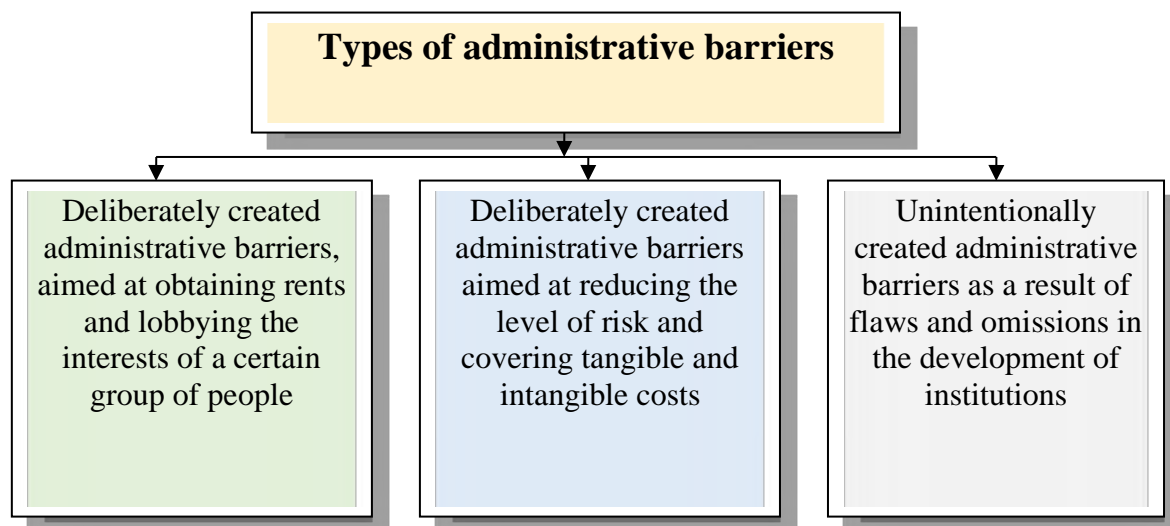 Types of administrative barriers
Deliberately created
administrative barriers,
aimed at obtaining rents
and lobbying the
interests of a certain
group of people
Deliberately created
administrative barriers
aimed at reducing the
level of risk and
covering tangible and
intangible costs
Unintentionally
created administrative
barriers as a result of
flaws and omissions in
the development of
institutions